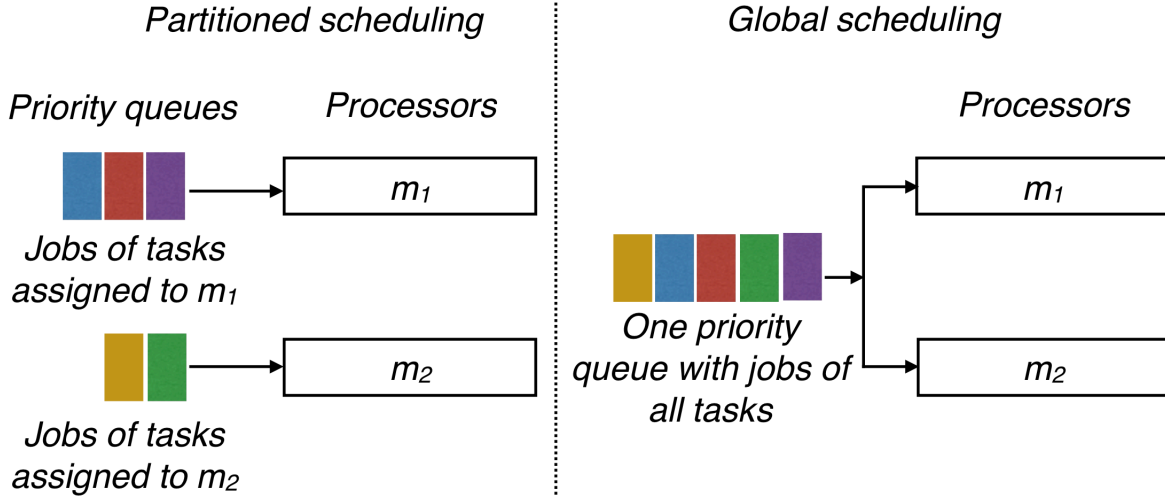 Partitioned scheduling
Priority queues
Processors
m1
Jobs of tasks
assigned to m1
m2
Jobs of tasks
assigned to m2
Global scheduling
Processors
m1
One priority
queue with jobs of
all tasks
m2